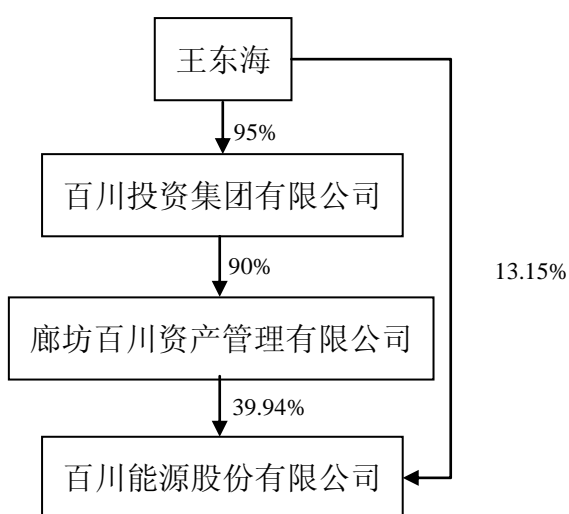 王东海
95%
百川投资集团有限公司
90%
13.15%
廊坊百川资产管理有限公司
39.94%
百川能源股份有限公司